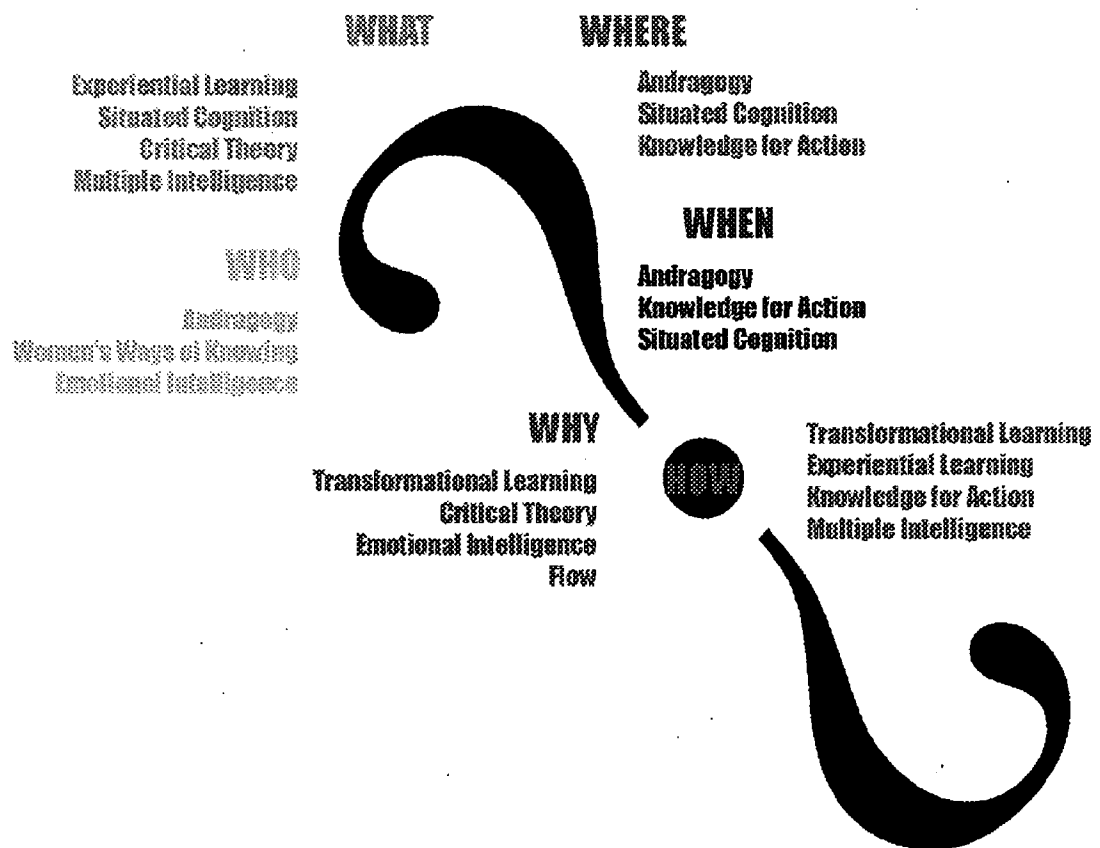 WHAT
Experiential Learning
Situated Cognition
Critical Theory
Multiple Intelligence
WHERE
Andragogy
Situated Cognition
Knowledge for Action
WHO
Andragogy
Women's Ways of Knowing
Emotional Intelligence
WHEN
Andragogy
Knowledge for Action
Situated Cognition
WHY
Transformational Learning
Critical Theory
Emotional Intelligence
Flow
HOW
Transformational Learning
Experiential Learning
Knowledge for Action
Multiple Intelligence